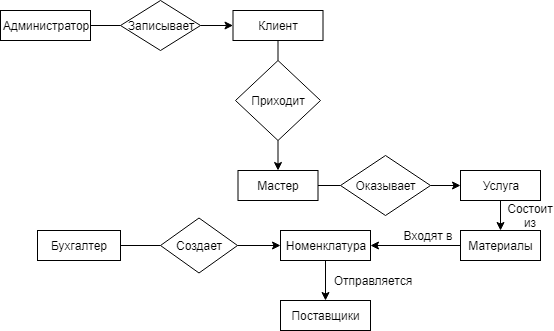 Администратор
Записывает
Клиент
Приходит
Мастер
Оказывает
Услуга
Состоит
из
Бухгалтер
Создает
Номенклатура
Входят в
Материалы
Отправляется
Поставщики